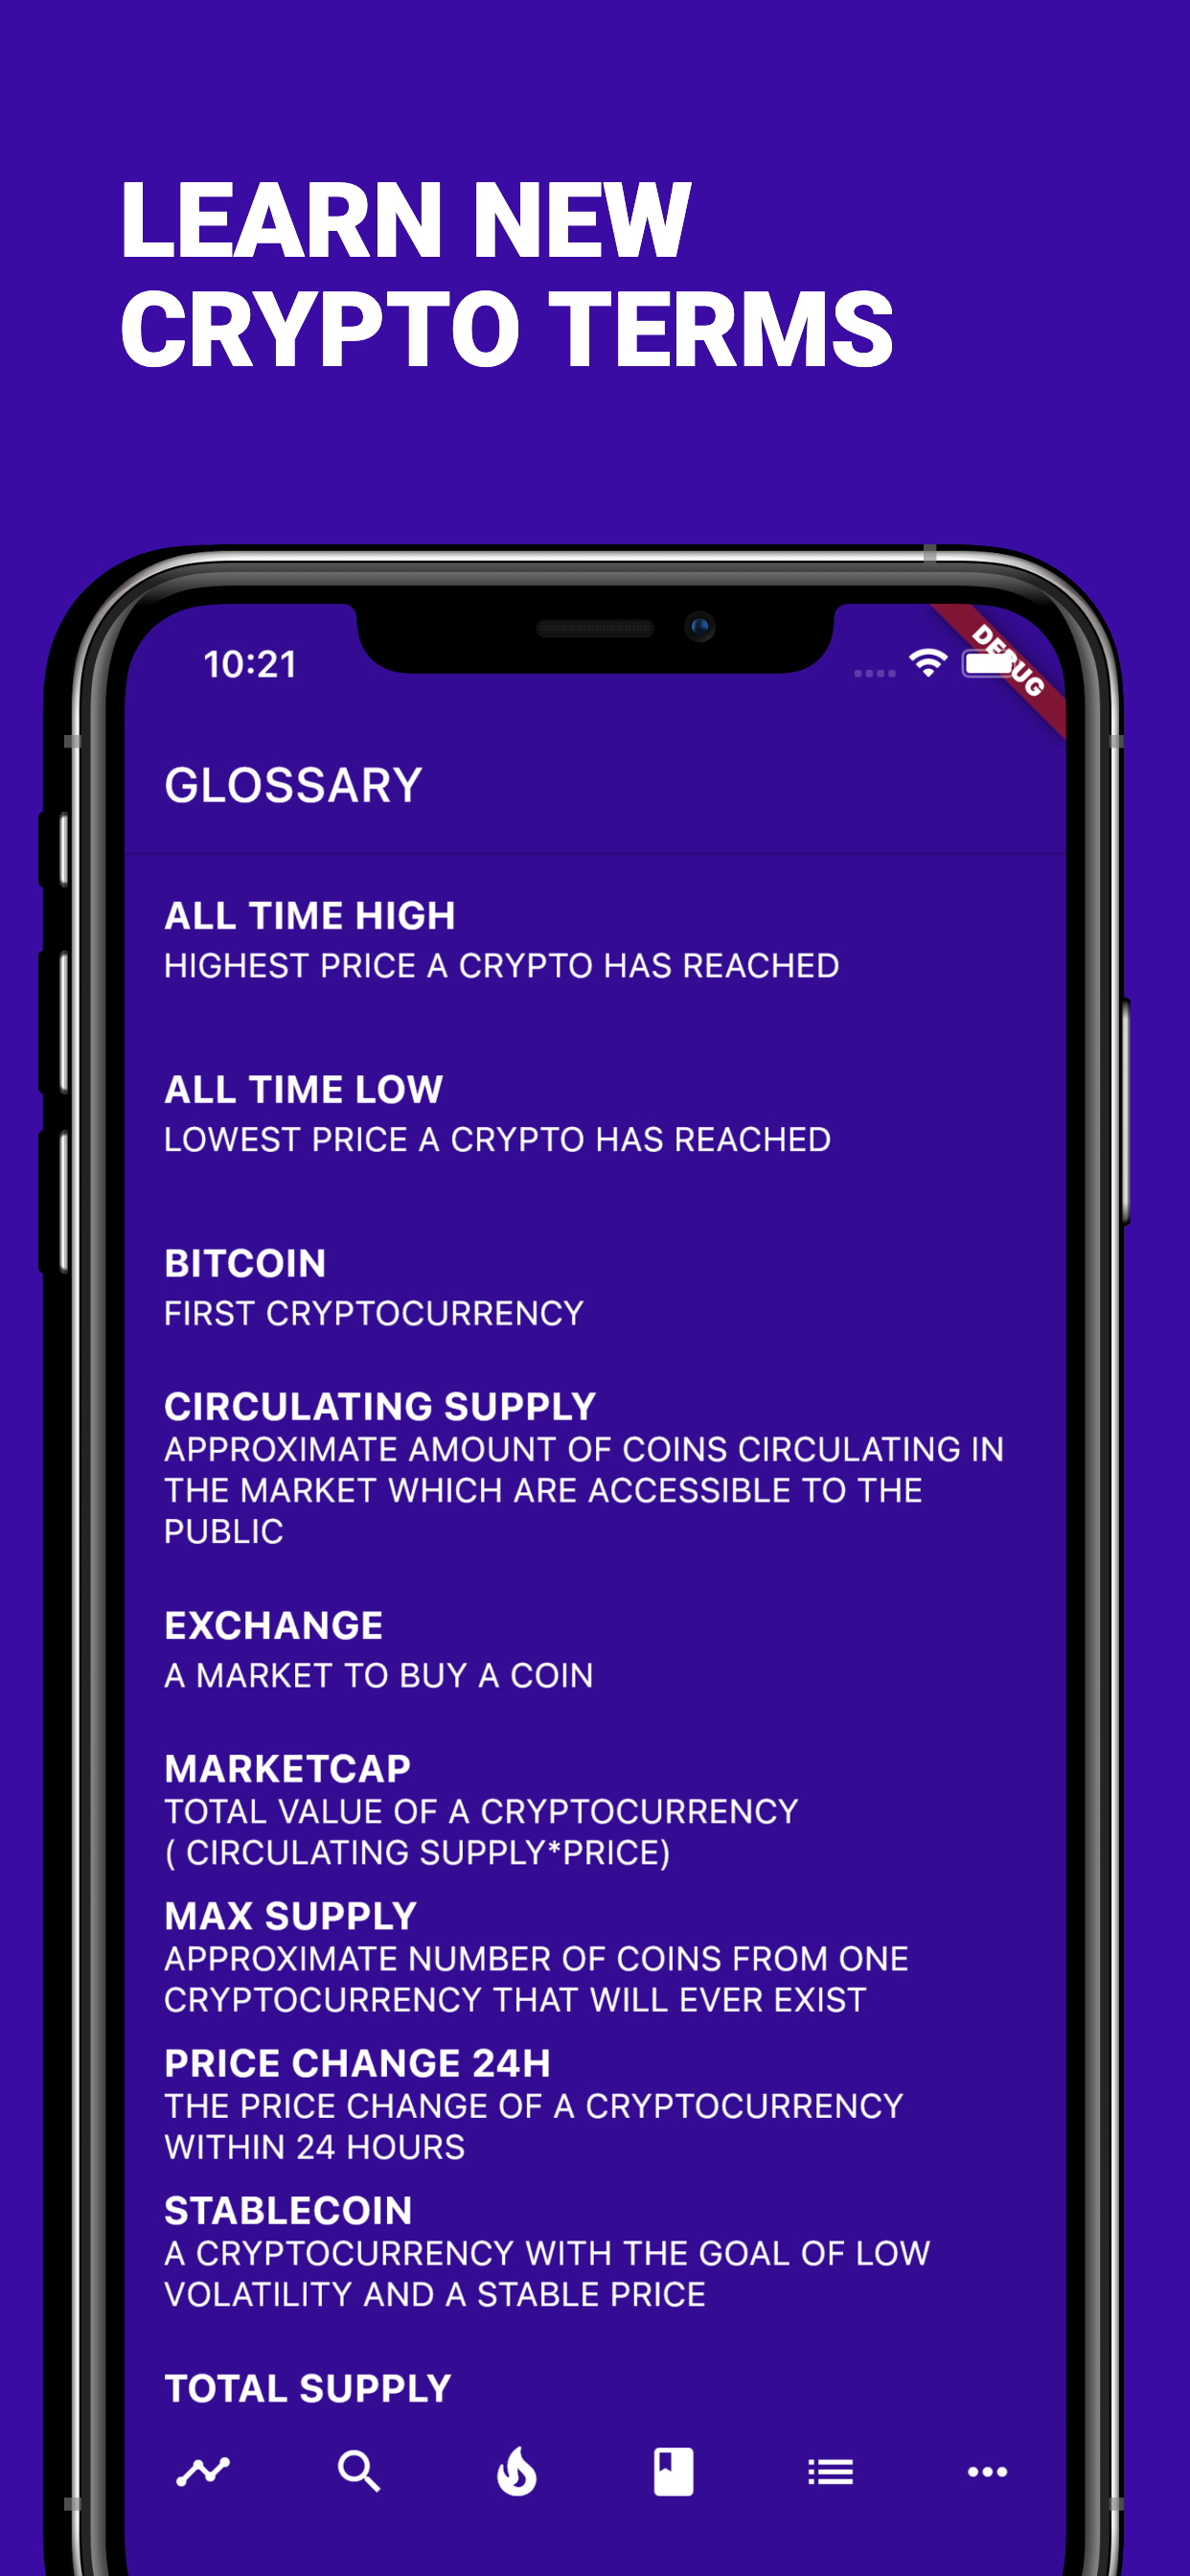 LEARN NEW
CRYPTO TERMS
10:21
DEBUG
GLOSSARY
ALL TIME HIGH
HIGHEST PRICE A CRYPTO HAS REACHED
ALL TIME LOW
LOWEST PRICE A CRYPTO HAS REACHED
BITCOIN
FIRST CRYPTOCURRENCY
CIRCULATING SUPPLY
APPROXIMATE AMOUNT OF COINS CIRCULATING IN
THE MARKET WHICH ARE ACCESSIBLE TO THE
PUBLIC
EXCHANGE
A MARKET TO BUY A COIN
MARKETCAP
TOTAL VALUE OF A CRYPTOCURRENCY
( CIRCULATING SUPPLY*PRICE)
MAX SUPPLY
APPROXIMATE NUMBER OF COINS FROM ONE
CRYPTOCURRENCY THAT WILL EVER EXIST
PRICE CHANGE 24H
THE PRICE CHANGE OF A CRYPTOCURRENCY
WITHIN 24 HOURS
STABLECOIN
A CRYPTOCURRENCY WITH THE GOAL OF LOW
VOLATILITY AND A STABLE PRICE
TOTAL SUPPLY